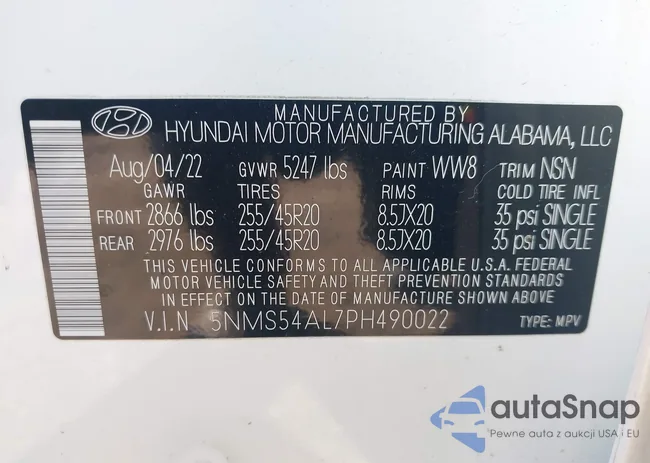 MANUFACTURED BY
HYUNDAI MOTOR MANUFACTURING ALABAMA, LLC
Aug/04/22 GVWR 5247 lbs PAINT WW8 TRIM NSN
GAWR TIRES RIMS COLD TIRE INFL
FRONT 2866 lbs 255/45R20 8.5JX20 35 psi SINGLE
REAR 2976 lbs 255/45R20 8.5JX20 35 psi SINGLE
THIS VEHICLE CONFORMS TO ALL APPLICABLE U.S.A. FEDERAL
MOTOR VEHICLE SAFETY AND THEFT PREVENTION STANDARDS
IN EFFECT ON THE DATE OF MANUFACTURE SHOWN ABOVE
V.I.N 5NMS54AL7PH490022 TYPE: MPV
autaSnap
Pewne auta z aukcji USA i EU